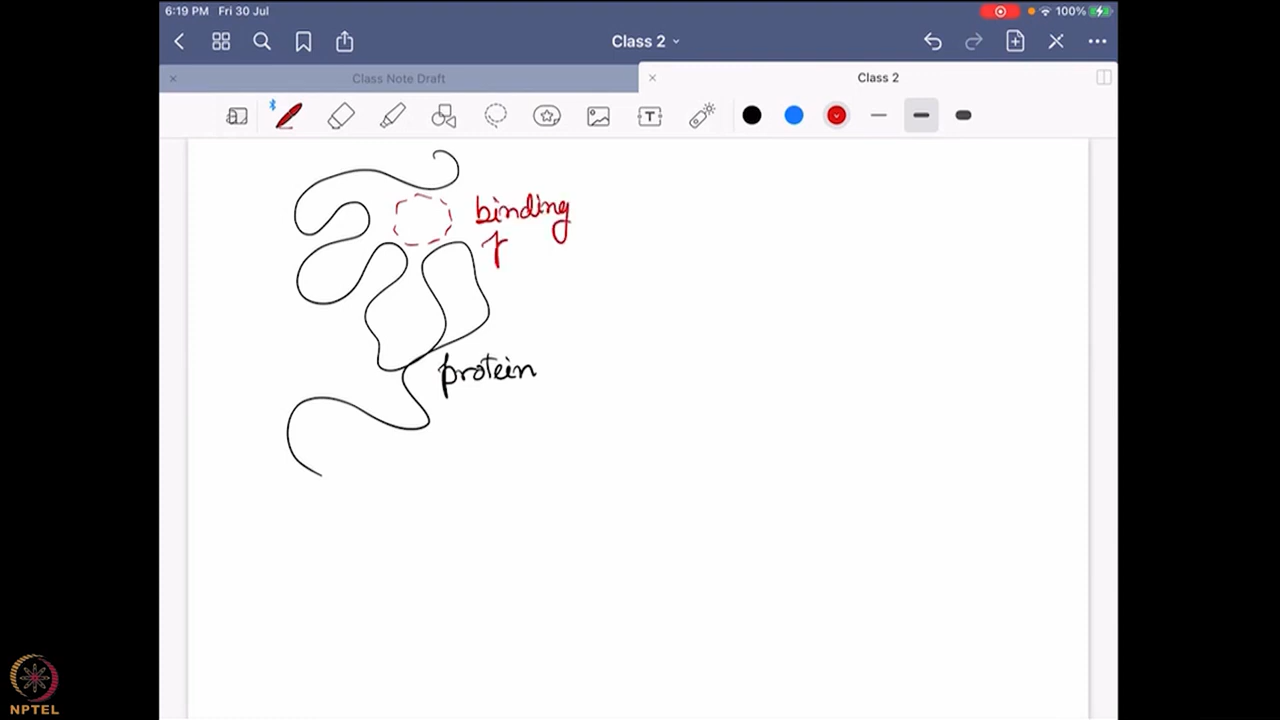 6:19 PM Fri 30 Jul
100%
Class 2
Class Note Draft
Class 2
T
binding
protein
NPTEL